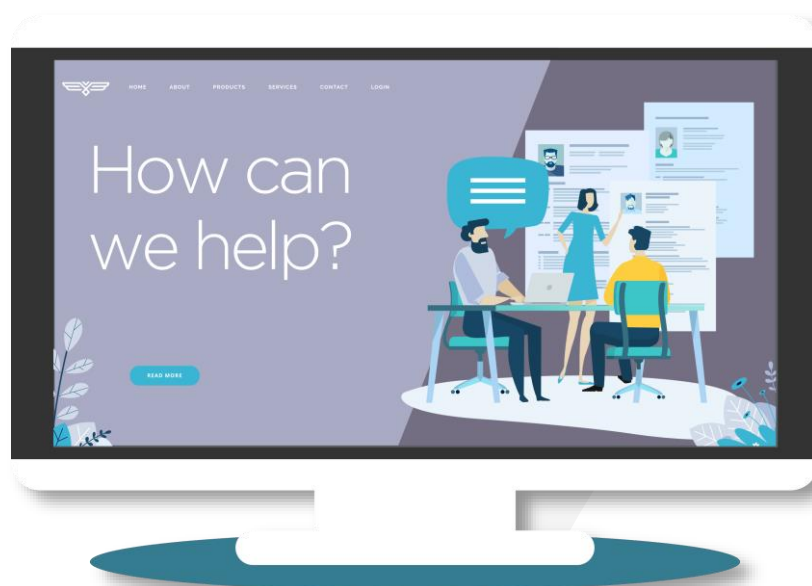 HOME ABOUT PRODUCTS SERVICES CONTACT LOGIN
How can
we help?
READ MORE